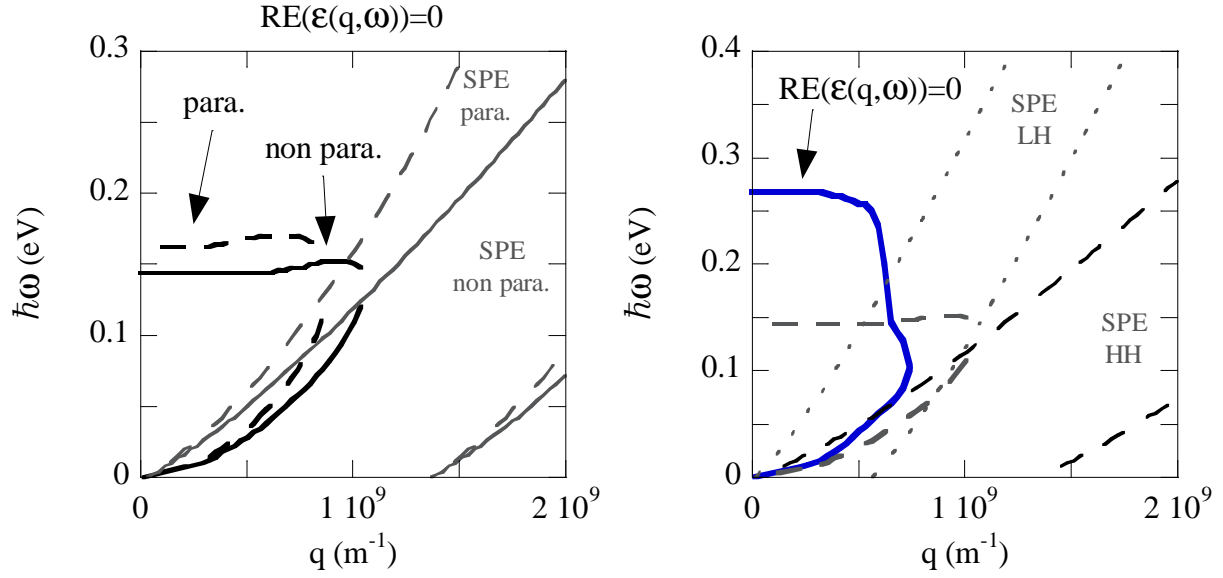 RE(ε(q,ω))=0
0.3
0.2
0.1
0
ħω (eV)
para.
non para.
SPE
para.
SPE
non para.
0
1 10⁹
2 10⁹
q (m⁻¹)
0.4
0.3
0.2
0.1
0
ħω (eV)
RE(ε(q,ω))=0
SPE
LH
SPE
HH
0
1 10⁹
2 10⁹
q (m⁻¹)